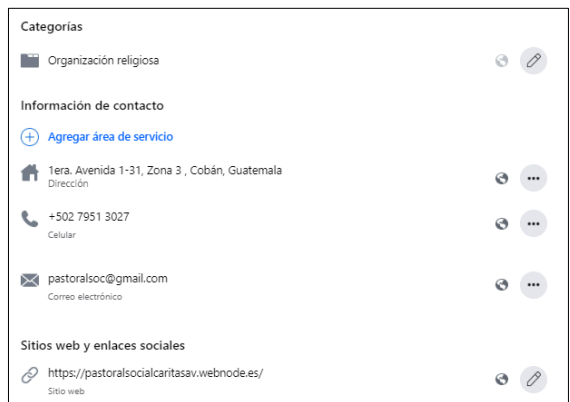 Categorías
Organización religiosa
Información de contacto
Agregar área de servicio
1era. Avenida 1-31, Zona 3 , Cobán, Guatemala
Dirección
+502 7951 3027
Celular
pastoralsoc@gmail.com
Correo electrónico
Sitios web y enlaces sociales
https://pastoralsocialcaritasav.webnode.es/
Sitio web